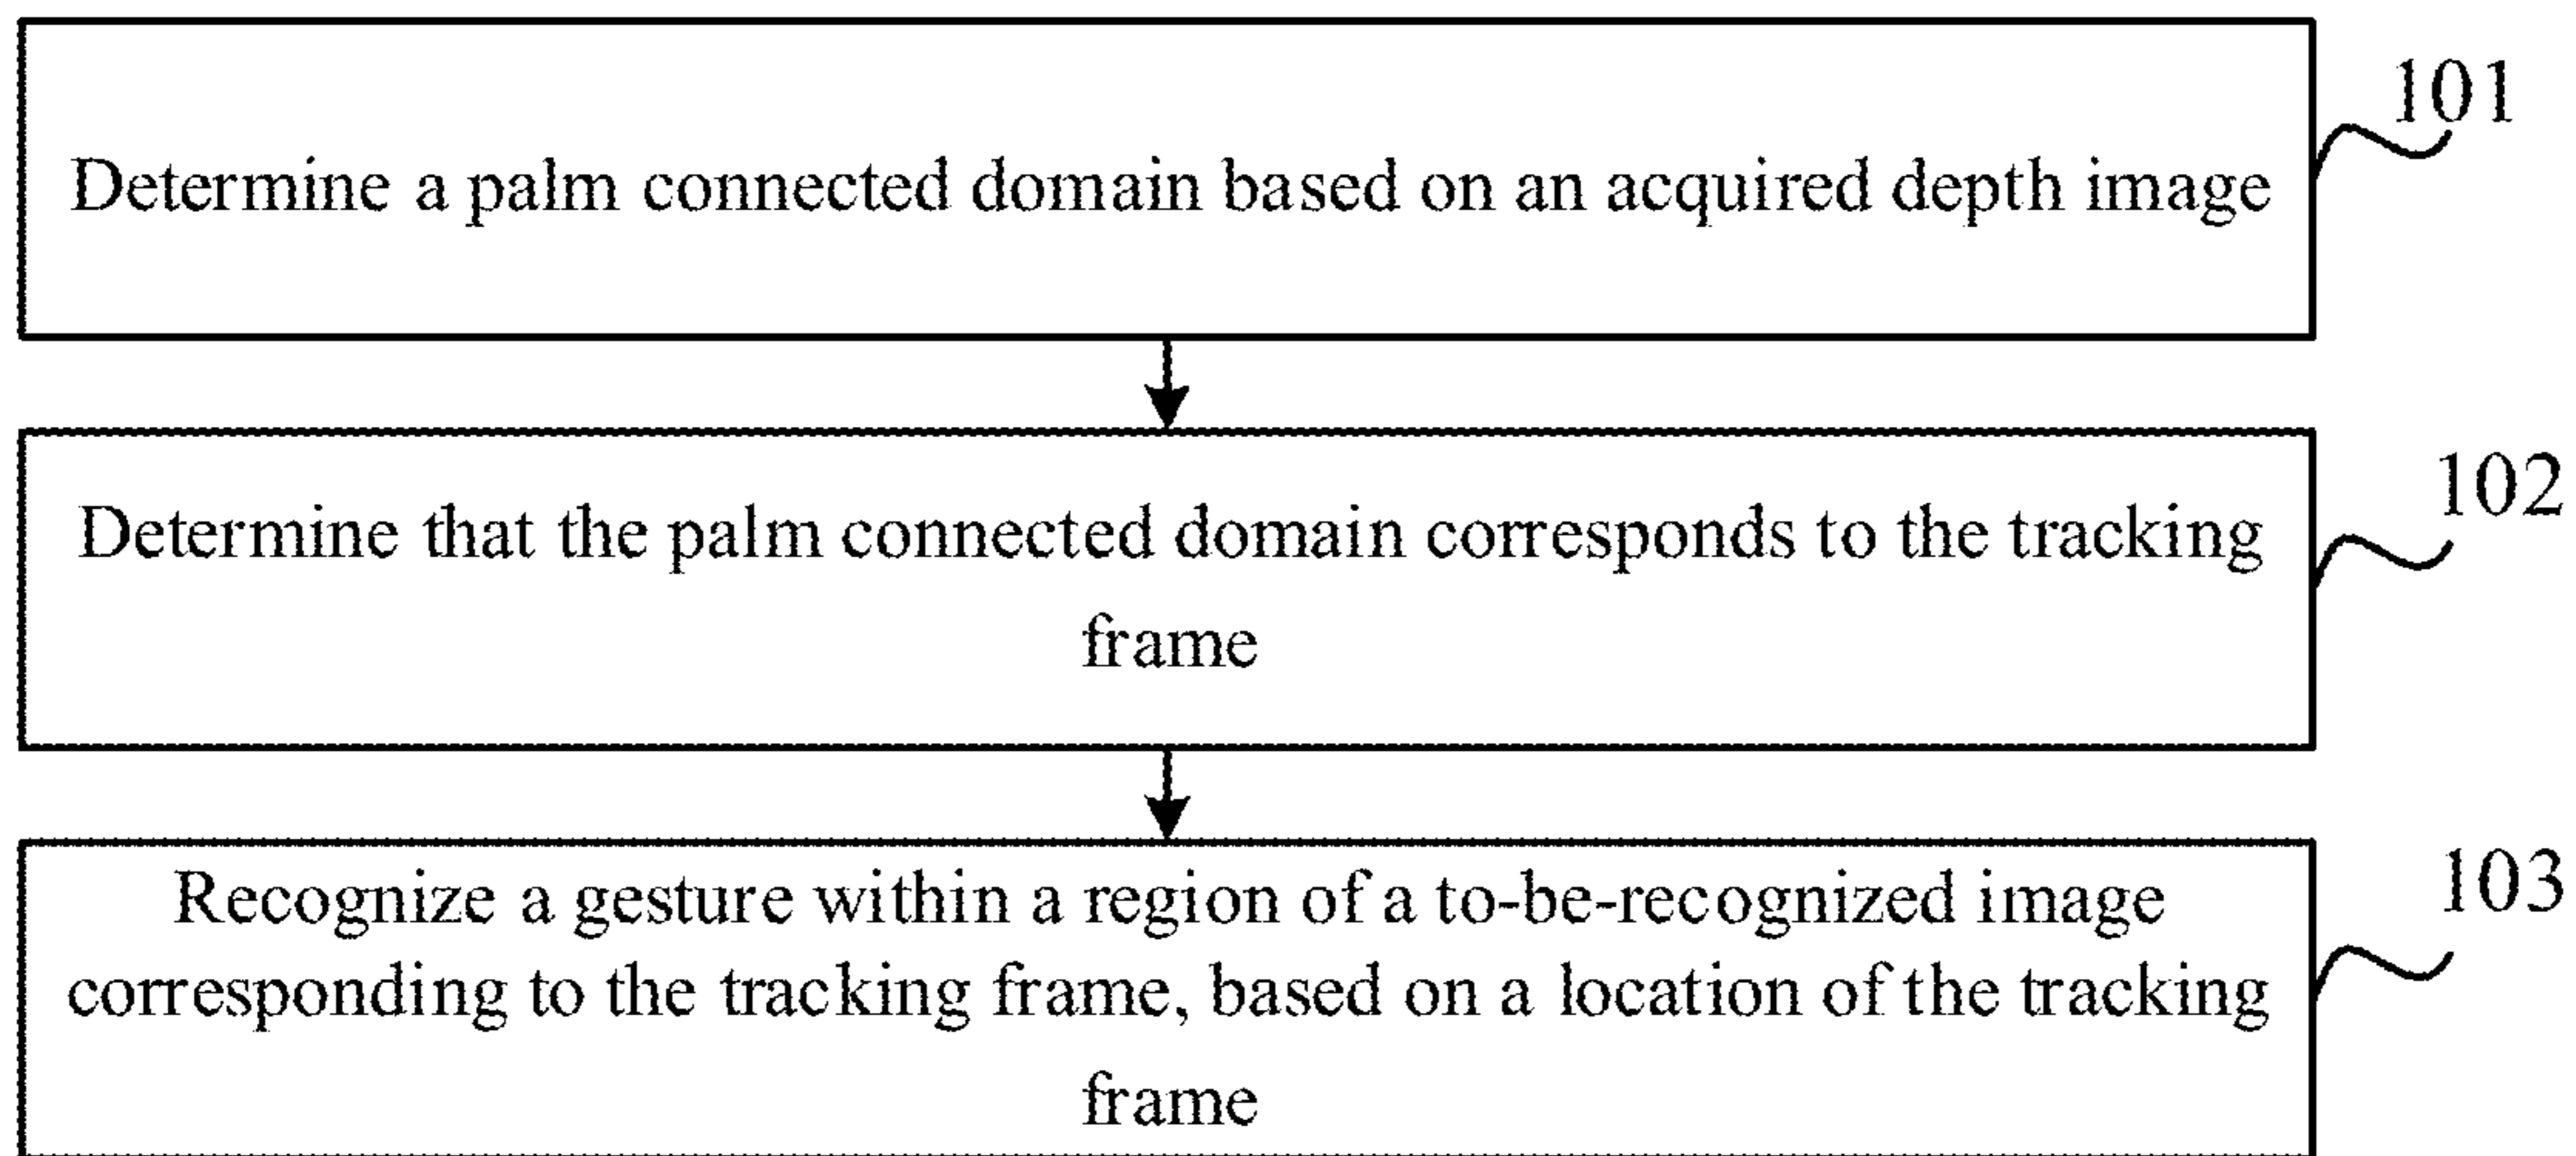 101
Determine a palm connected domain based on an acquired depth image
102
Determine that the palm connected domain corresponds to the tracking
frame
103
Recognize a gesture within a region of a to-be-recognized image
corresponding to the tracking frame, based on a location of the tracking
frame